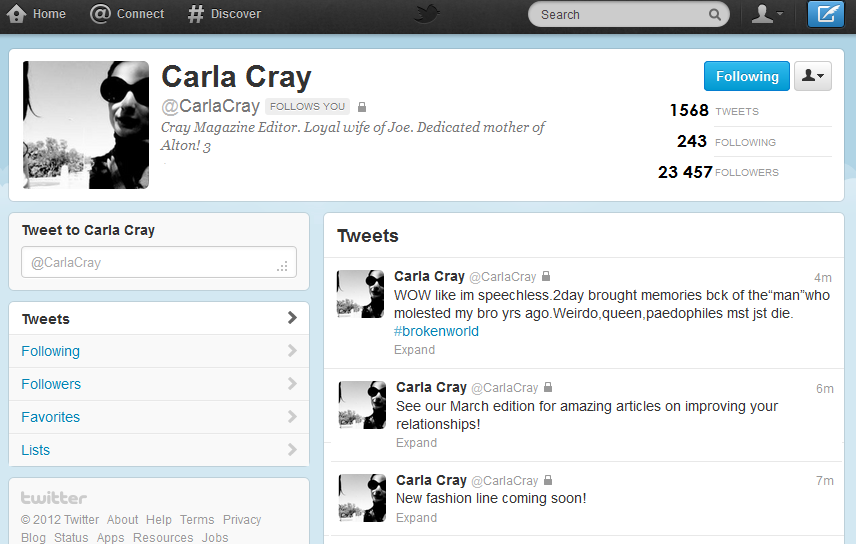 Home @ Connect # Discover Search
Carla Cray
@CarlaCray FOLLOWS YOU
Cray Magazine Editor. Loyal wife of Joe. Dedicated mother of
Alton! 3
Following
1568 TWEETS
243 FOLLOWING
23 457 FOLLOWERS
Tweet to Carla Cray
@CarlaCray
Tweets
Following
Followers
Favorites
Lists
twitter
© 2012 Twitter About Help Terms Privacy
Blog Status Apps Resources Jobs
Tweets
Carla Cray @CarlaCray 4m
WOW like im speechless.2day brought memories bck of the“man”who
molested my bro yrs ago.Weirdo,queen,paedophiles mst jst die.
#brokenworld
Expand
Carla Cray @CarlaCray 6m
See our March edition for amazing articles on improving your
relationships!
Expand
Carla Cray @CarlaCray 7m
New fashion line coming soon!
Expand